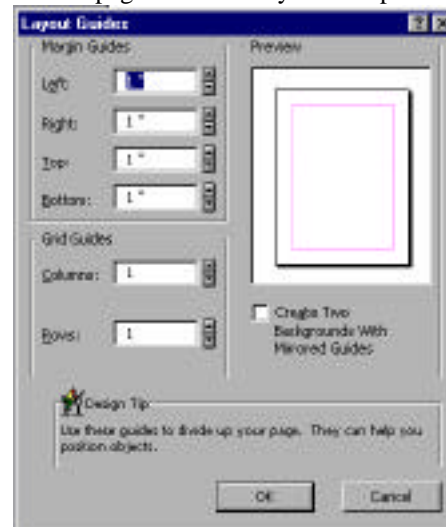 Layout Guides
Margin Guides
Left: 1"
Right: 1"
Top: 1"
Bottom: 1"
Grid Guides
Columns: 1
Rows: 1
Preview
Create Two
Backgrounds With
Mirrored Guides
Design Tip
Use these guides to divide up your page. They can help you
position objects.
OK Cancel